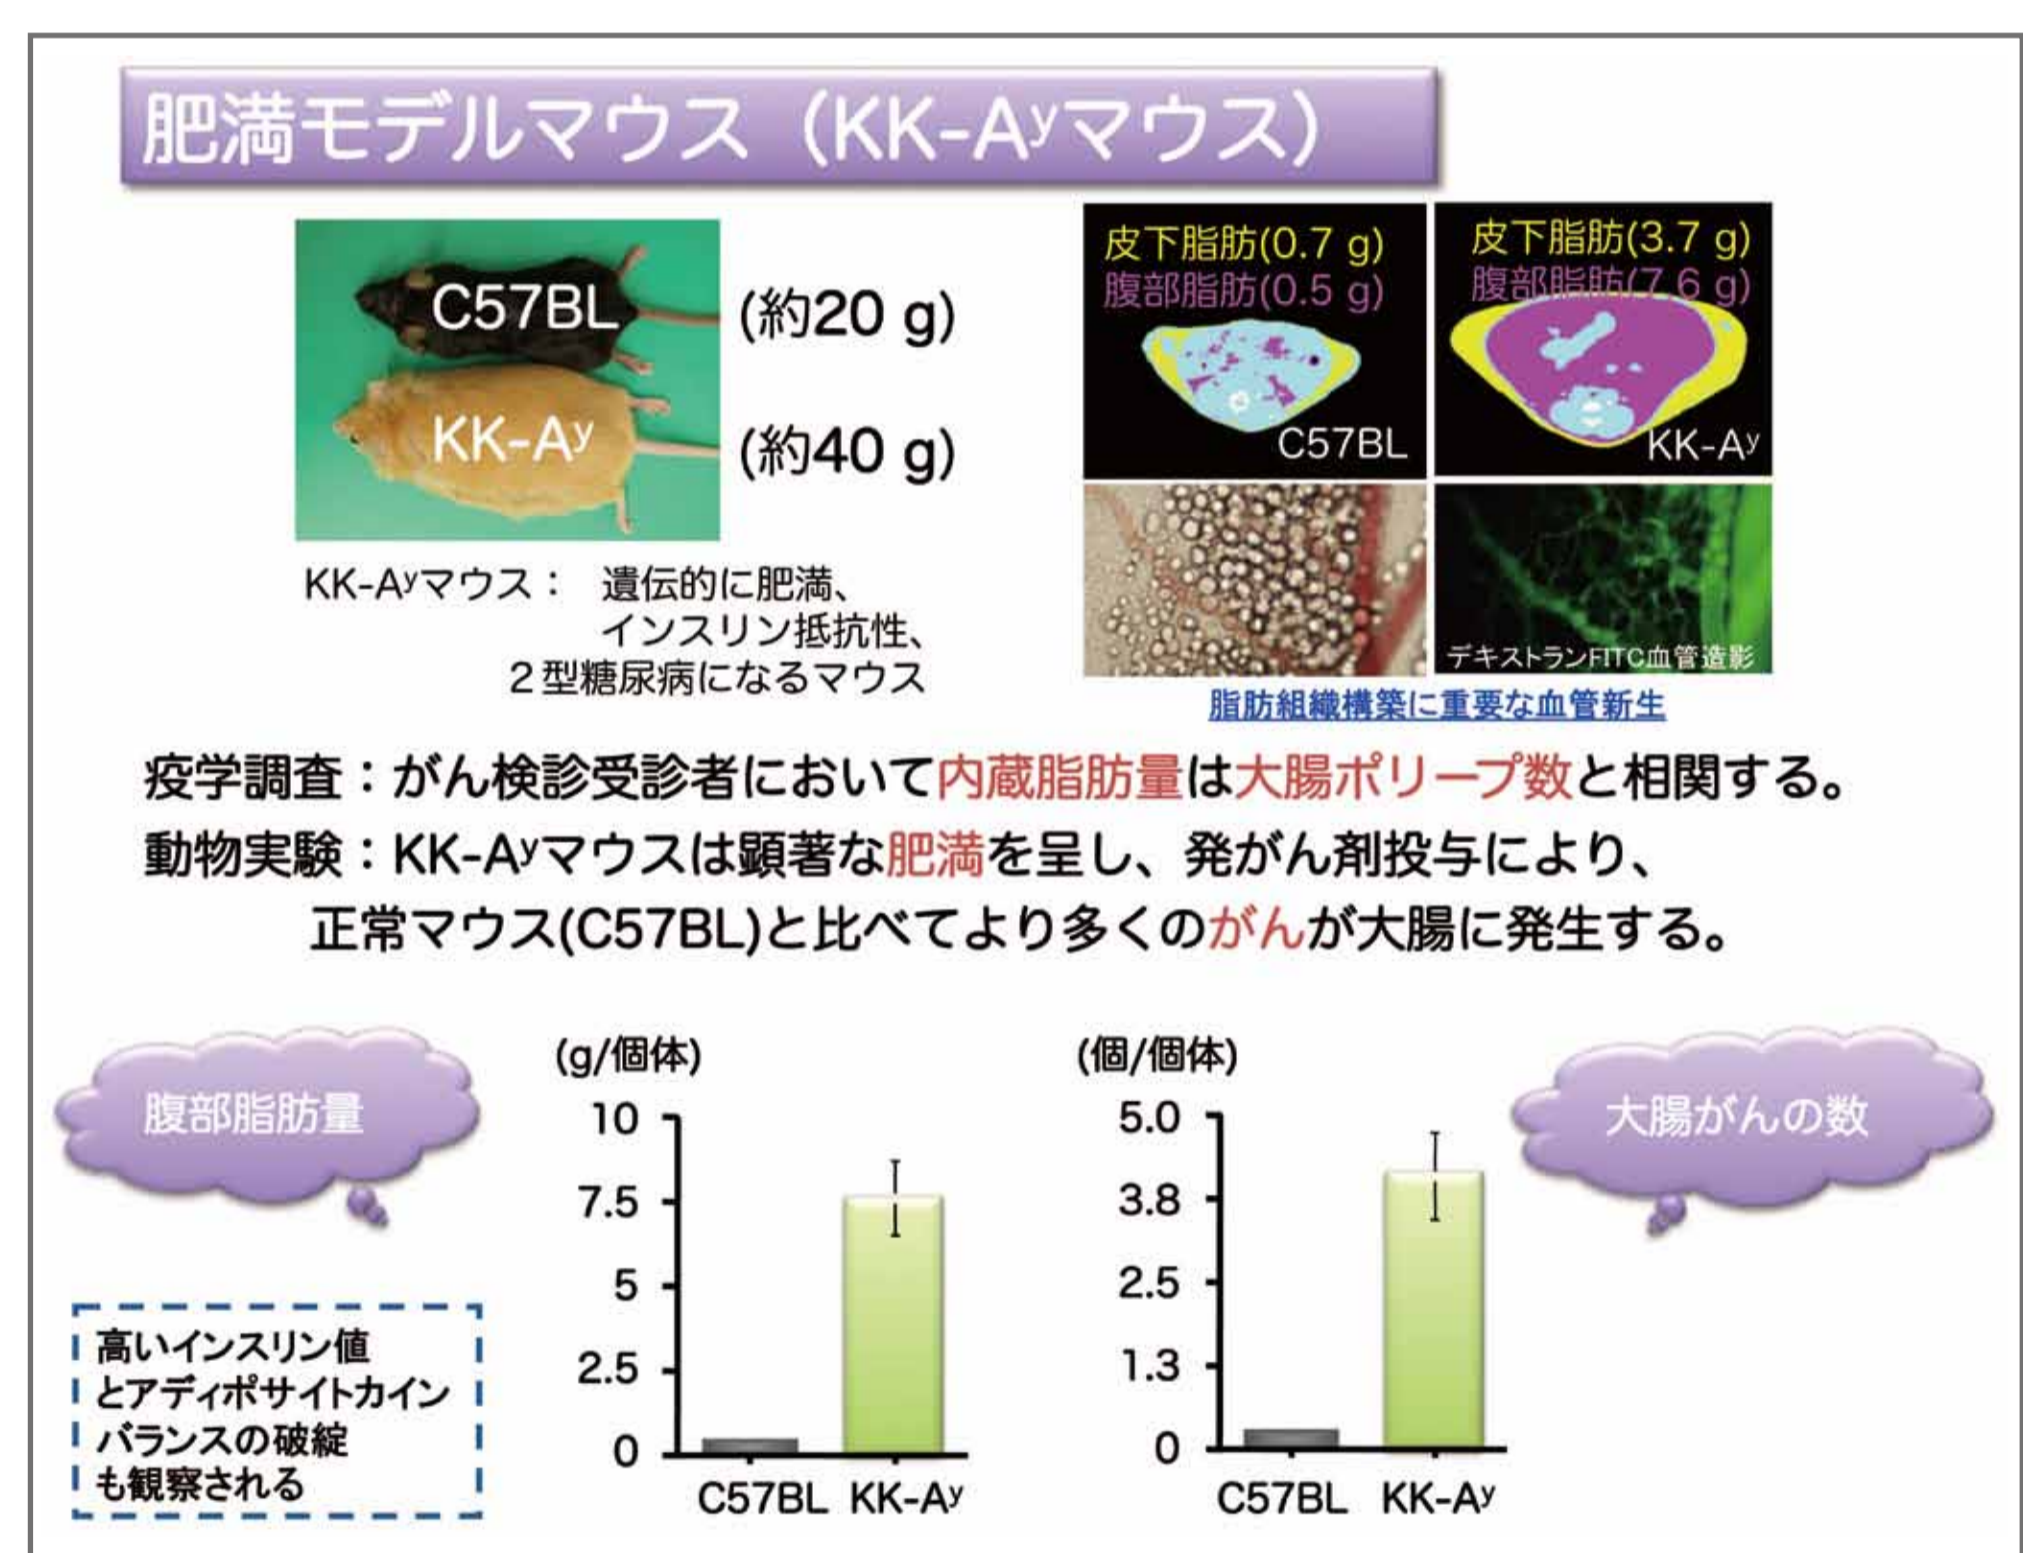 肥満モデルマウス（KK-Aʸマウス）
C57BL
(約20 g)
KK-Aʸ
(約40 g)
KK-Aʸマウス： 遺伝的に肥満、
インスリン抵抗性、
２型糖尿病になるマウス
皮下脂肪(0.7 g)
腹部脂肪(0.5 g)
C57BL
皮下脂肪(3.7 g)
腹部脂肪(7.6 g)
KK-Aʸ
デキストランFITC血管造影
脂肪組織構築に重要な血管新生
疫学調査：がん検診受診者において内蔵脂肪量は大腸ポリープ数と相関する。
動物実験：KK-Aʸマウスは顕著な肥満を呈し、発がん剤投与により、
正常マウス(C57BL)と比べてより多くのがんが大腸に発生する。
腹部脂肪量
高いインスリン値
とアディポサイトカイン
バランスの破綻
も観察される
(g/個体)
10
7.5
5
2.5
0
C57BL KK-Aʸ
(個/個体)
5.0
3.8
2.5
1.3
0
C57BL KK-Aʸ
大腸がんの数